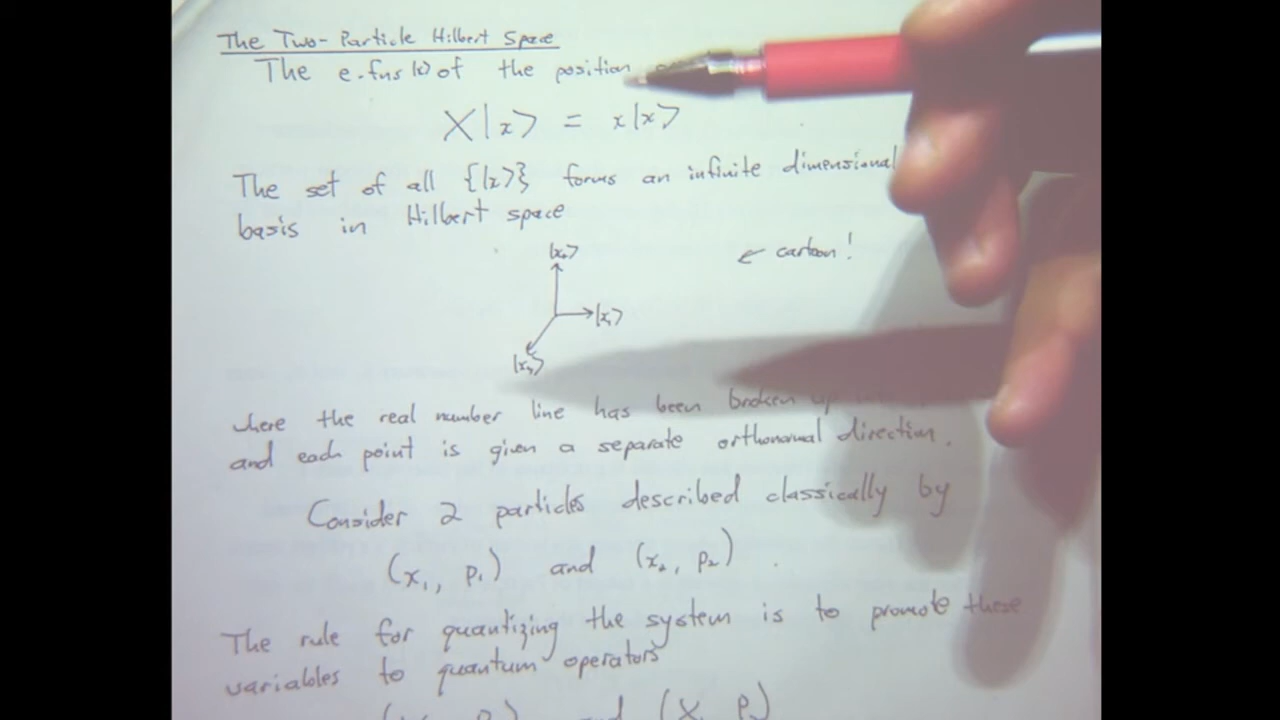 The Two-Particle Hilbert Space
The e.fns |x⟩ of the position
X|x⟩ = x|x⟩
The set of all {|x⟩} forms an infinite dimensional
basis in Hilbert space
|x₂⟩
← cartoon!
|x₁⟩
|x₃⟩
where the real number line has been broken up
and each point is given a separate orthonormal direction.
Consider 2 particles described classically by
(x₁, p₁) and (x₂, p₂).
The rule for quantizing the system is to promote these
variables to quantum operators
and (X P